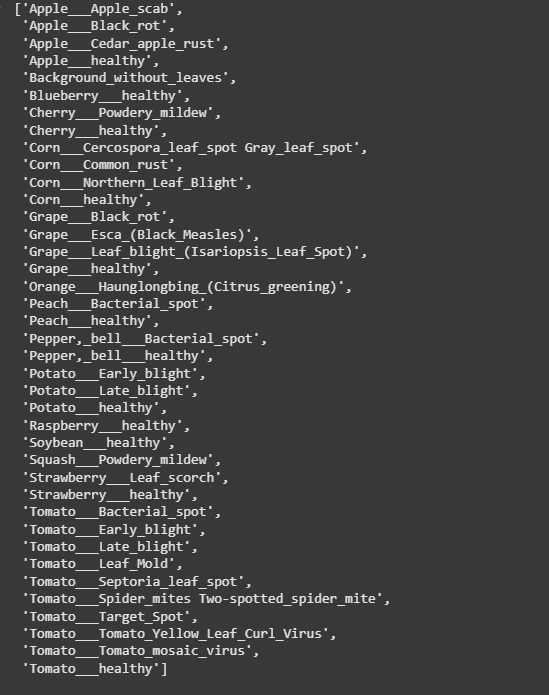 ['Apple___Apple_scab',
'Apple___Black_rot',
'Apple___Cedar_apple_rust',
'Apple___healthy',
'Background_without_leaves',
'Blueberry___healthy',
'Cherry___Powdery_mildew',
'Cherry___healthy',
'Corn___Cercospora_leaf_spot Gray_leaf_spot',
'Corn___Common_rust',
'Corn___Northern_Leaf_Blight',
'Corn___healthy',
'Grape___Black_rot',
'Grape___Esca_(Black_Measles)',
'Grape___Leaf_blight_(Isariopsis_Leaf_Spot)',
'Grape___healthy',
'Orange___Haunglongbing_(Citrus_greening)',
'Peach___Bacterial_spot',
'Peach___healthy',
'Pepper,_bell___Bacterial_spot',
'Pepper,_bell___healthy',
'Potato___Early_blight',
'Potato___Late_blight',
'Potato___healthy',
'Raspberry___healthy',
'Soybean___healthy',
'Squash___Powdery_mildew',
'Strawberry___Leaf_scorch',
'Strawberry___healthy',
'Tomato___Bacterial_spot',
'Tomato___Early_blight',
'Tomato___Late_blight',
'Tomato___Leaf_Mold',
'Tomato___Septoria_leaf_spot',
'Tomato___Spider_mites Two-spotted_spider_mite',
'Tomato___Target_Spot',
'Tomato___Tomato_Yellow_Leaf_Curl_Virus',
'Tomato___Tomato_mosaic_virus',
'Tomato___healthy']